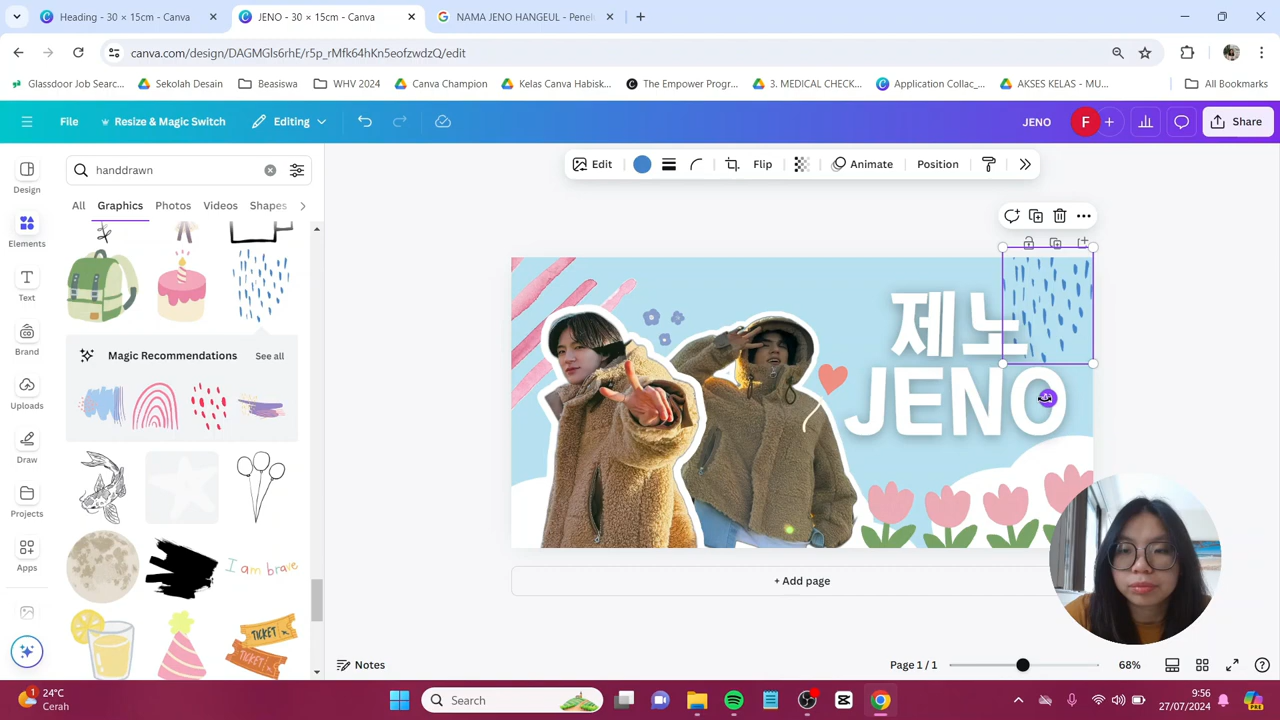 Heading - 30 × 15cm - Canva
JENO - 30 × 15cm - Canva
NAMA JENO HANGEUL - Penel
canva.com/design/DAGMGls6rhE/r5p_rMfk64hKn5eofzwdzQ/edit
Glassdoor Job Searc...
Sekolah Desain
Beasiswa
WHV 2024
Canva Champion
Kelas Canva Habisk...
The Empower Progr...
3. MEDICAL CHECK...
Application Collac_...
AKSES KELAS - MU...
All Bookmarks
File
Resize & Magic Switch
Editing
JENO
F
Share
Design
Elements
Text
Brand
Uploads
Draw
Projects
Apps
handdrawn
All
Graphics
Photos
Videos
Shapes
Magic Recommendations
See all
I am brave
TICKET
TICKET
Edit
Flip
Animate
Position
제노
JENO
+ Add page
Notes
Page 1 / 1
68%
1
24°C
Cerah
Search
9:56
27/07/2024